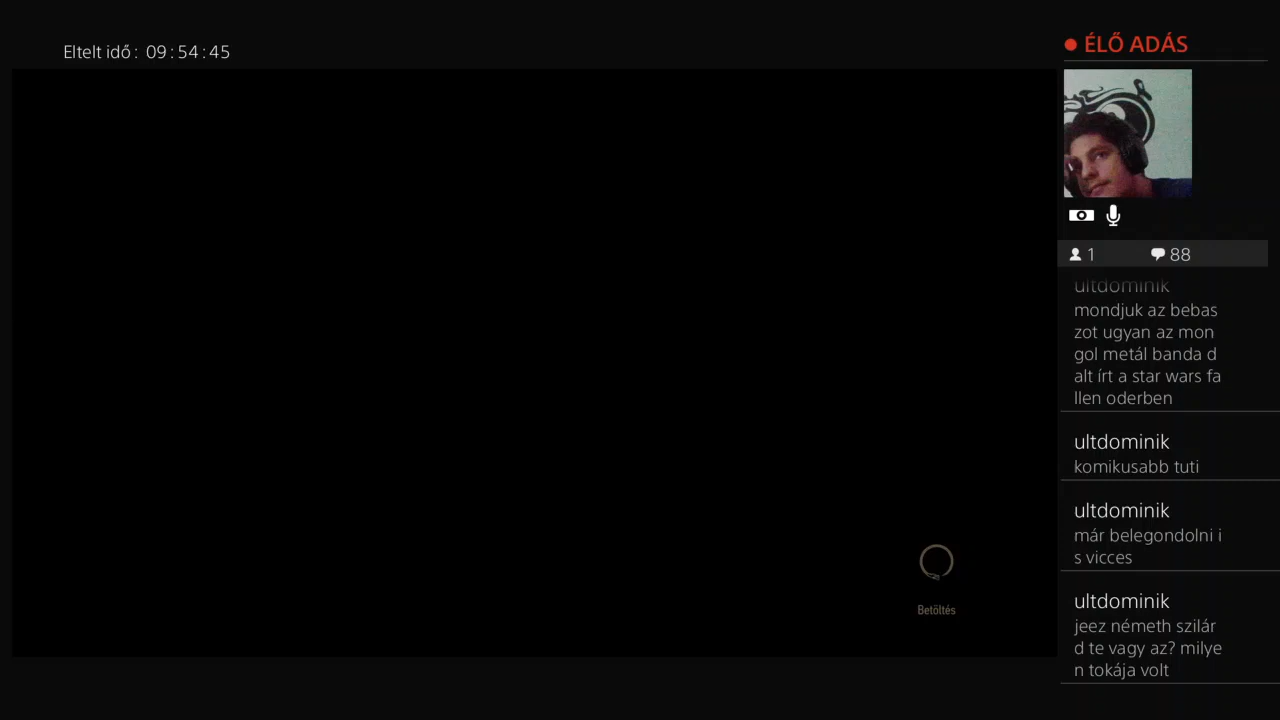 Eltelt idő: 09:54:45
ÉLŐ ADÁS
1
88
ultdominik
mondjuk az bebas
zot ugyan az mon
gol metál banda d
alt írt a star wars fa
llen oderben
ultdominik
komikusabb tuti
ultdominik
már belegondolni i
s vicces
ultdominik
jeez németh szilár
d te vagy az? milye
n tokája volt
Betöltés